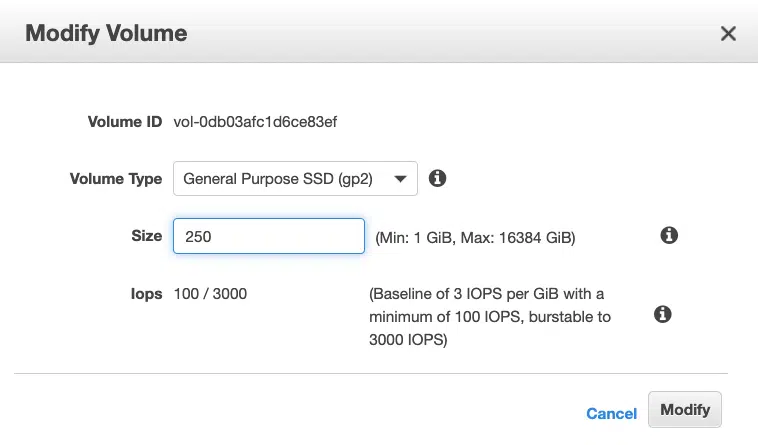 Modify Volume
Volume ID vol-0db03afc1d6ce83ef
Volume Type General Purpose SSD (gp2)
Size 250 (Min: 1 GiB, Max: 16384 GiB)
Iops 100 / 3000 (Baseline of 3 IOPS per GiB with a
minimum of 100 IOPS, burstable to
3000 IOPS)
Cancel Modify